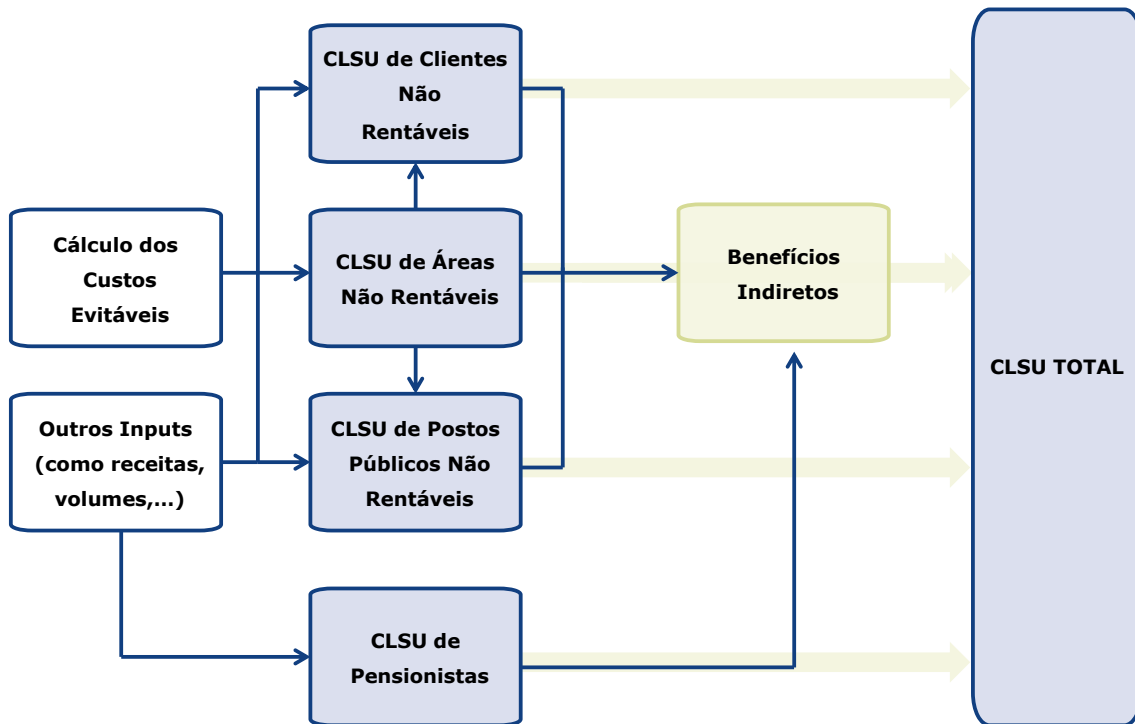 CLSU de Clientes
Não
Rentáveis
Cálculo dos
Custos
Evitáveis
CLSU de Áreas
Não Rentáveis
Benefícios
Indiretos
CLSU TOTAL
Outros Inputs
(como receitas,
volumes,...)
CLSU de Postos
Públicos Não
Rentáveis
CLSU de
Pensionistas